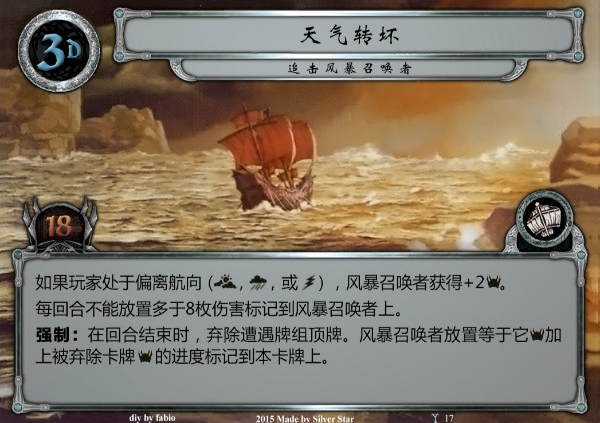 3D
天气转坏
追击风暴召唤者
18
如果玩家处于偏离航向 (, , 或 ) ,风暴召唤者获得+2。
每回合不能放置多于8枚伤害标记到风暴召唤者上。
强制：在回合结束时，弃除遭遇牌组顶牌。风暴召唤者放置等于它加
上被弃除卡牌的进度标记到本卡牌上。
diy by fabio
2015 Made by Silver Star
17